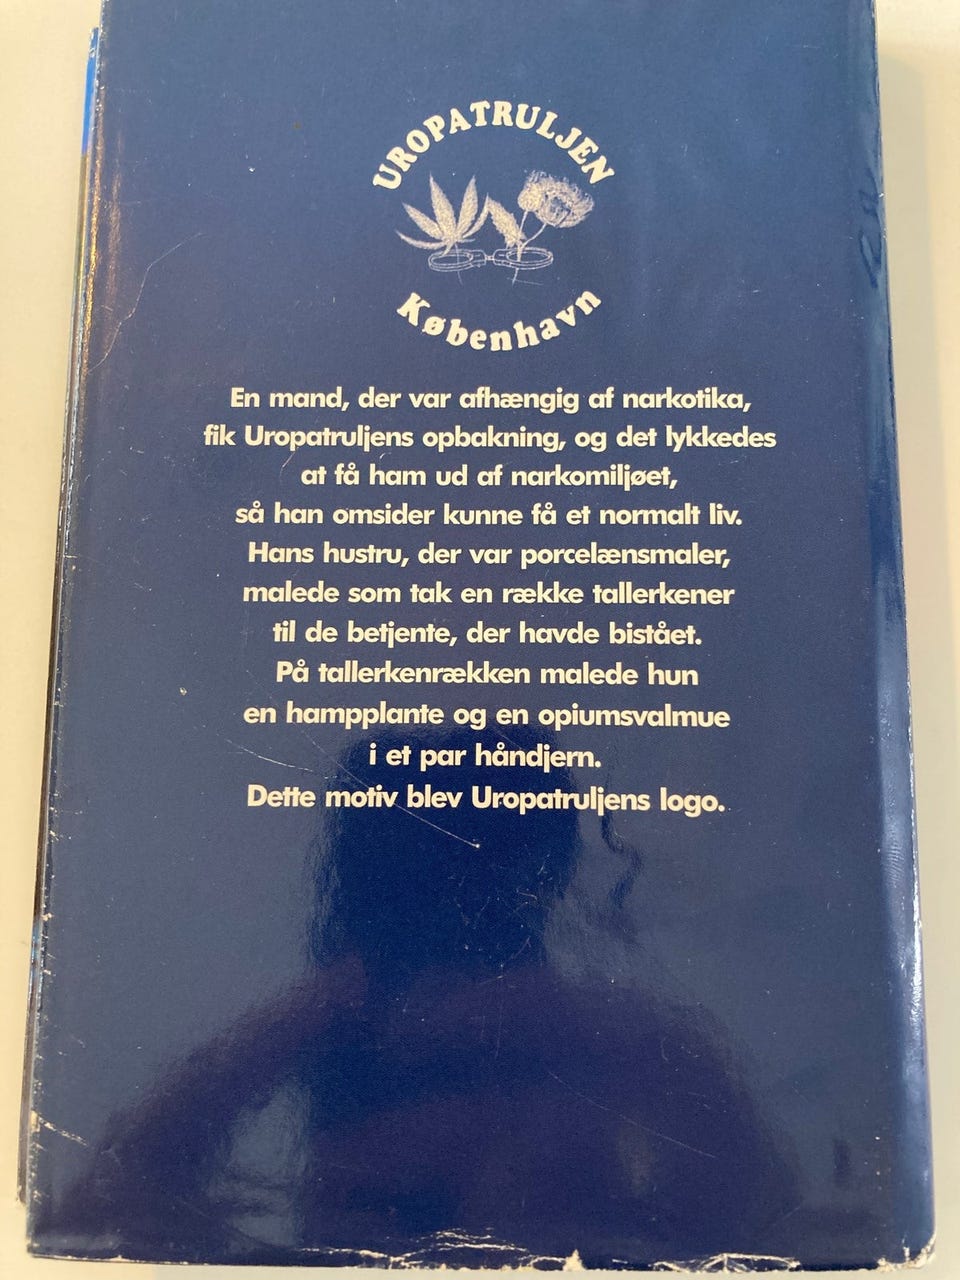 UROPATRULJEN
København
En mand, der var afhængig af narkotika,
fik Uropatruljens opbakning, og det lykkedes
at få ham ud af narkomiljøet,
så han omsider kunne få et normalt liv.
Hans hustru, der var porcelænsmaler,
malede som tak en række tallerkener
til de betjente, der havde bistået.
På tallerkenrækken malede hun
en hampplante og en opiumsvalmue
i et par håndjern.
Dette motiv blev Uropatruljens logo.